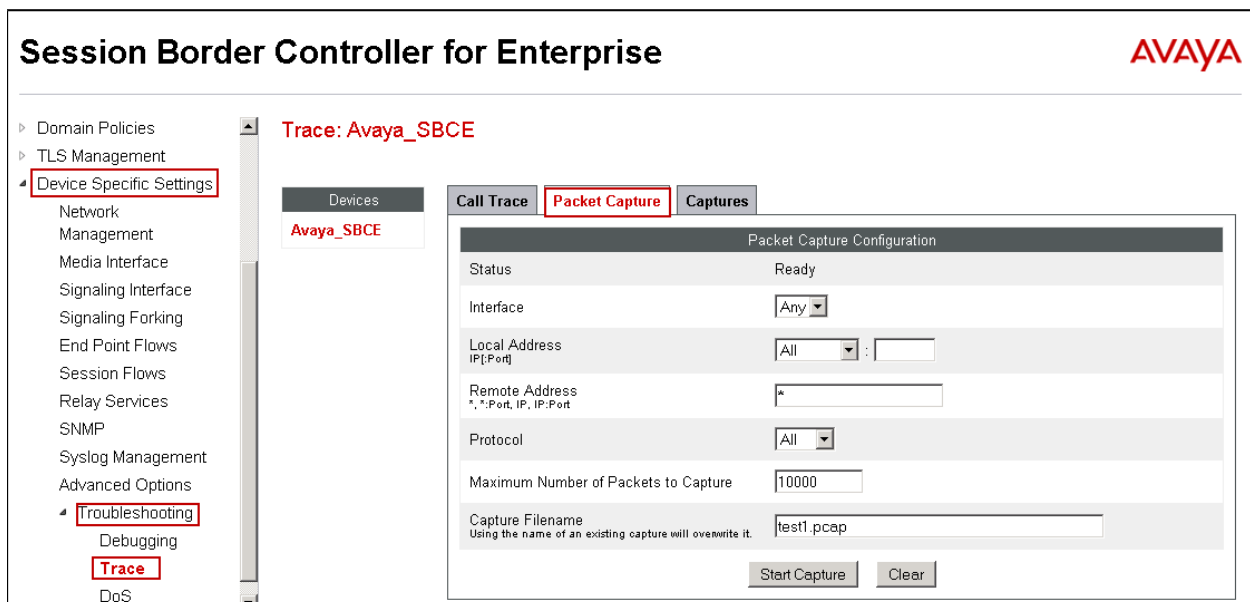 Session Border Controller for Enterprise
AVAYA
Domain Policies
TLS Management
Device Specific Settings
Network
Management
Media Interface
Signaling Interface
Signaling Forking
End Point Flows
Session Flows
Relay Services
SNMP
Syslog Management
Advanced Options
Troubleshooting
Debugging
Trace
DoS
Trace: Avaya_SBCE
Devices
Avaya_SBCE
Call Trace Packet Capture Captures
Packet Capture Configuration
Status Ready
Interface Any
Local Address
IP[:Port]
All :
Remote Address
*, *:Port, IP, IP:Port
*
Protocol All
Maximum Number of Packets to Capture 10000
Capture Filename
Using the name of an existing capture will overwrite it.
test1.pcap
Start Capture Clear